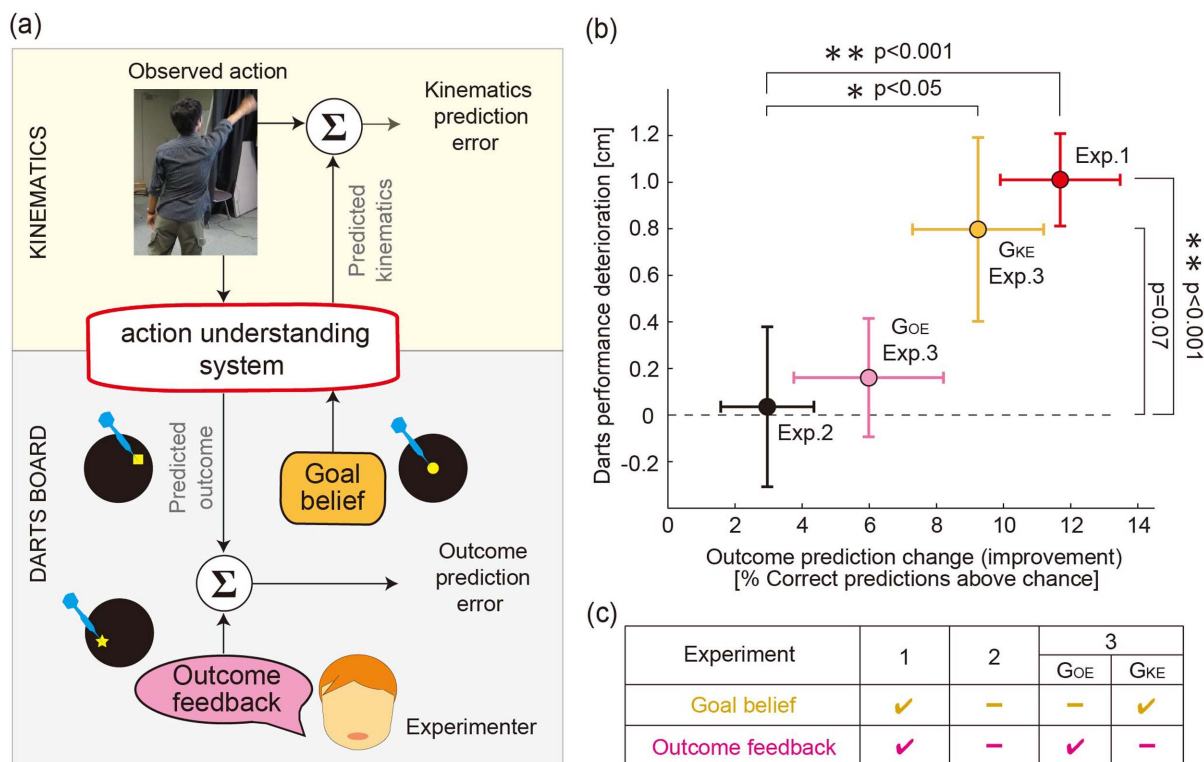 (a)
KINEMATICS
Observed action
Σ
Kinematics
prediction
error
Predicted
kinematics
action understanding
system
DARTS BOARD
Predicted
outcome
Goal
belief
Σ
Outcome
prediction
error
Outcome
feedback
Experimenter
(b)
** p<0.001
* p<0.05
Darts performance deterioration [cm]
1.2
1.0
0.8
0.6
0.4
0.2
0
-0.2
Exp.1
GKE
Exp.3
GOE
Exp.3
Exp.2
p=0.07
** p<0.001
0 2 4 6 8 10 12 14
Outcome prediction change (improvement)
[% Correct predictions above chance]
(c)
Experiment 1 2 3
GOE GKE
Goal belief ✓ – – ✓
Outcome feedback ✓ – ✓ –